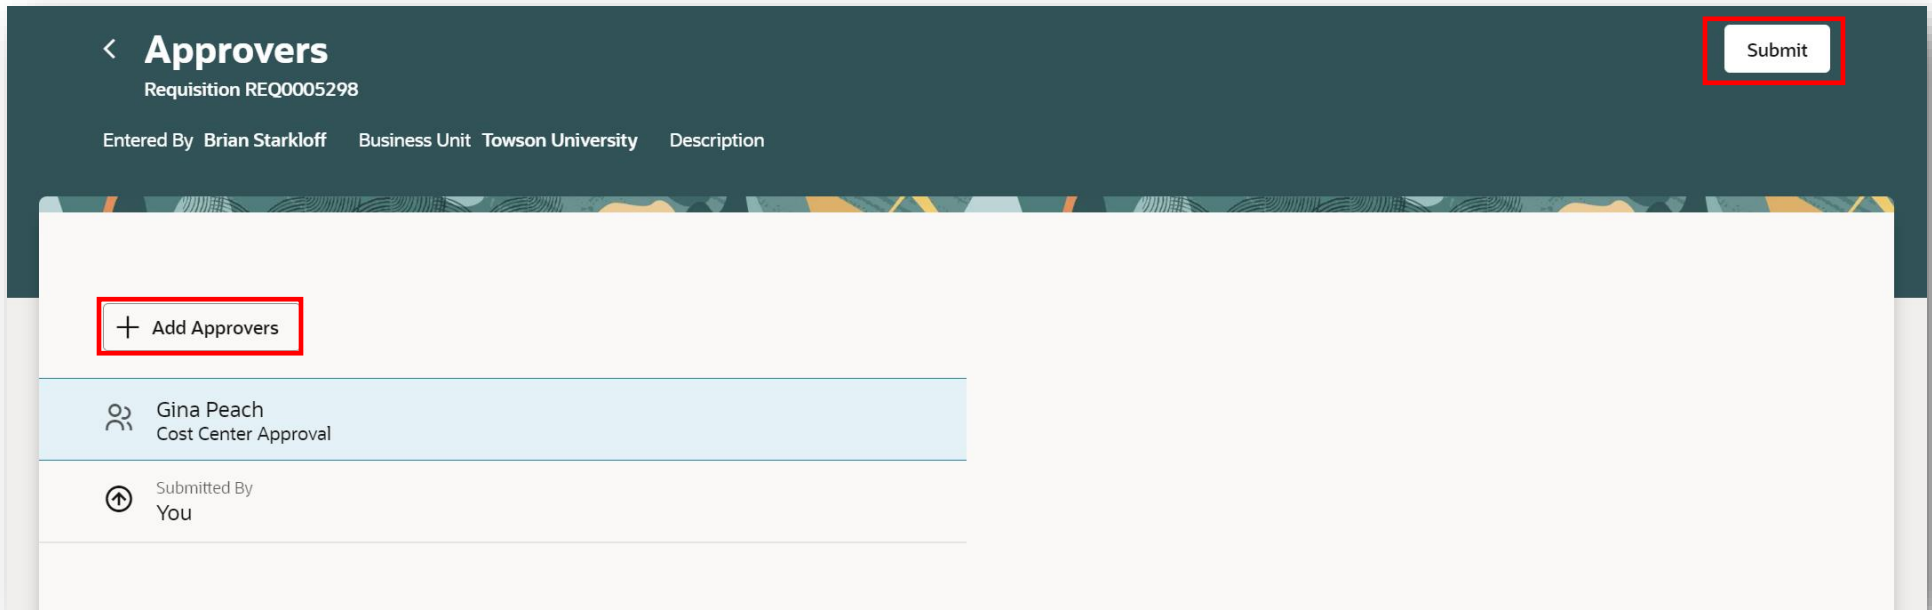 Approvers
Submit
Requisition REQ0005298
Entered By Brian Starkloff Business Unit Towson University Description
Add Approvers
Gina Peach
Cost Center Approval
Submitted By
You